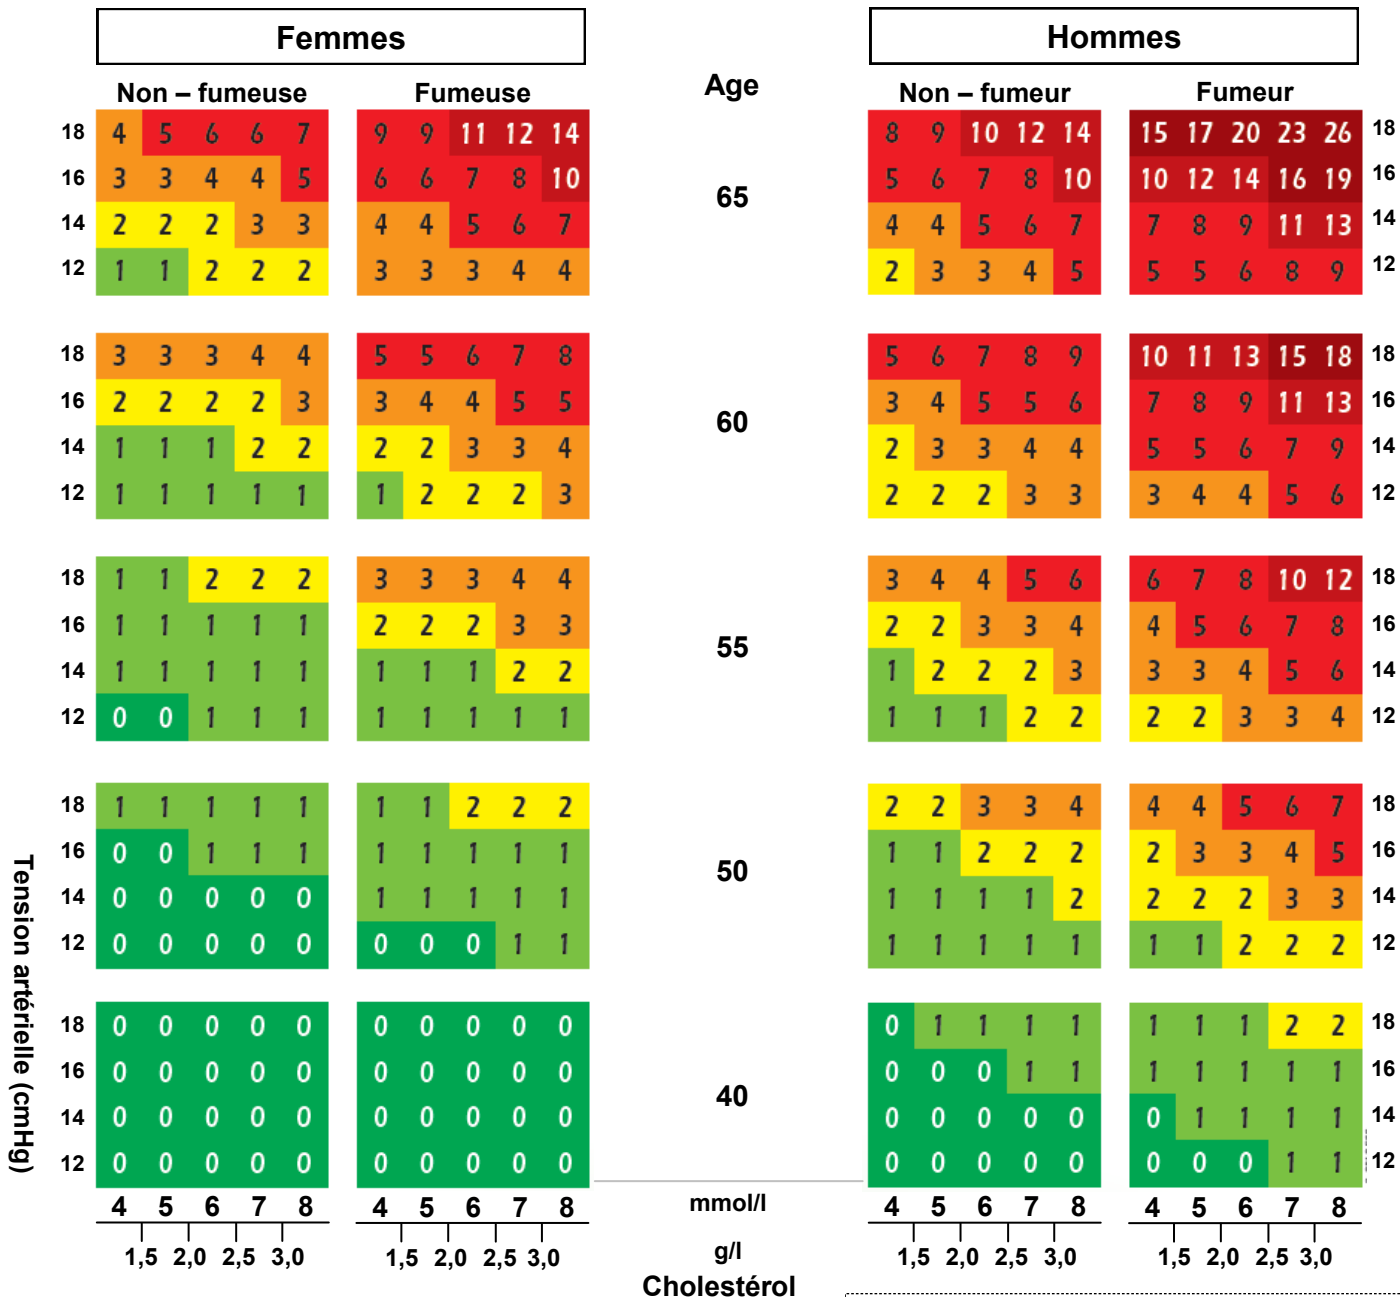 Femmes Hommes
Non – fumeuse Fumeuse Age Non – fumeur Fumeur
18 4 5 6 6 7 9 9 11 12 14 8 9 10 12 14 15 17 20 23 26 18
16 3 3 4 4 5 6 6 7 8 10 5 6 7 8 10 10 12 14 16 19 16
65
14 2 2 2 3 3 4 4 5 6 7 4 4 5 6 7 7 8 9 11 13 14
12 1 1 2 2 2 3 3 3 4 4 2 3 3 4 5 5 5 6 8 9 12
18 3 3 3 4 4 5 5 6 7 8 5 6 7 8 9 10 11 13 15 18 18
16 2 2 2 2 3 3 4 4 5 5 3 4 5 5 6 7 8 9 11 13 16
60
14 1 1 1 2 2 2 2 3 3 4 2 3 3 4 4 5 5 6 7 9 14
12 1 1 1 1 1 1 2 2 2 3 2 2 2 3 3 3 4 4 5 6 12
18 1 1 2 2 2 3 3 3 4 4 3 4 4 5 6 6 7 8 10 12 18
16 1 1 1 1 1 2 2 2 3 3 2 2 3 3 4 4 5 6 7 8 16
55
14 1 1 1 1 1 1 1 1 2 2 1 2 2 2 3 3 3 4 5 6 14
12 0 0 1 1 1 1 1 1 1 1 1 1 1 2 2 2 2 3 3 4 12
18 1 1 1 1 1 1 1 2 2 2 2 2 3 3 4 4 4 5 6 7 18
16 0 0 1 1 1 1 1 1 1 1 1 1 2 2 2 2 3 3 4 5 16
50
14 0 0 0 0 0 1 1 1 1 1 1 1 1 1 2 2 2 2 3 3 14
12 0 0 0 0 0 0 0 0 1 1 1 1 1 1 1 1 1 2 2 2 12
18 0 0 0 0 0 0 0 0 0 0 0 1 1 1 1 1 1 1 2 2 18
16 0 0 0 0 0 0 0 0 0 0 0 0 0 1 1 1 1 1 1 1 16
40
14 0 0 0 0 0 0 0 0 0 0 0 0 0 0 0 0 1 1 1 1 14
12 0 0 0 0 0 0 0 0 0 0 0 0 0 0 0 0 0 0 1 1 12
Tension artérielle (cmHg)
4 5 6 7 8 4 5 6 7 8 mmol/l 4 5 6 7 8 4 5 6 7 8
1,5 2,0 2,5 3,0 1,5 2,0 2,5 3,0 g/l 1,5 2,0 2,5 3,0 1,5 2,0 2,5 3,0
Cholestérol